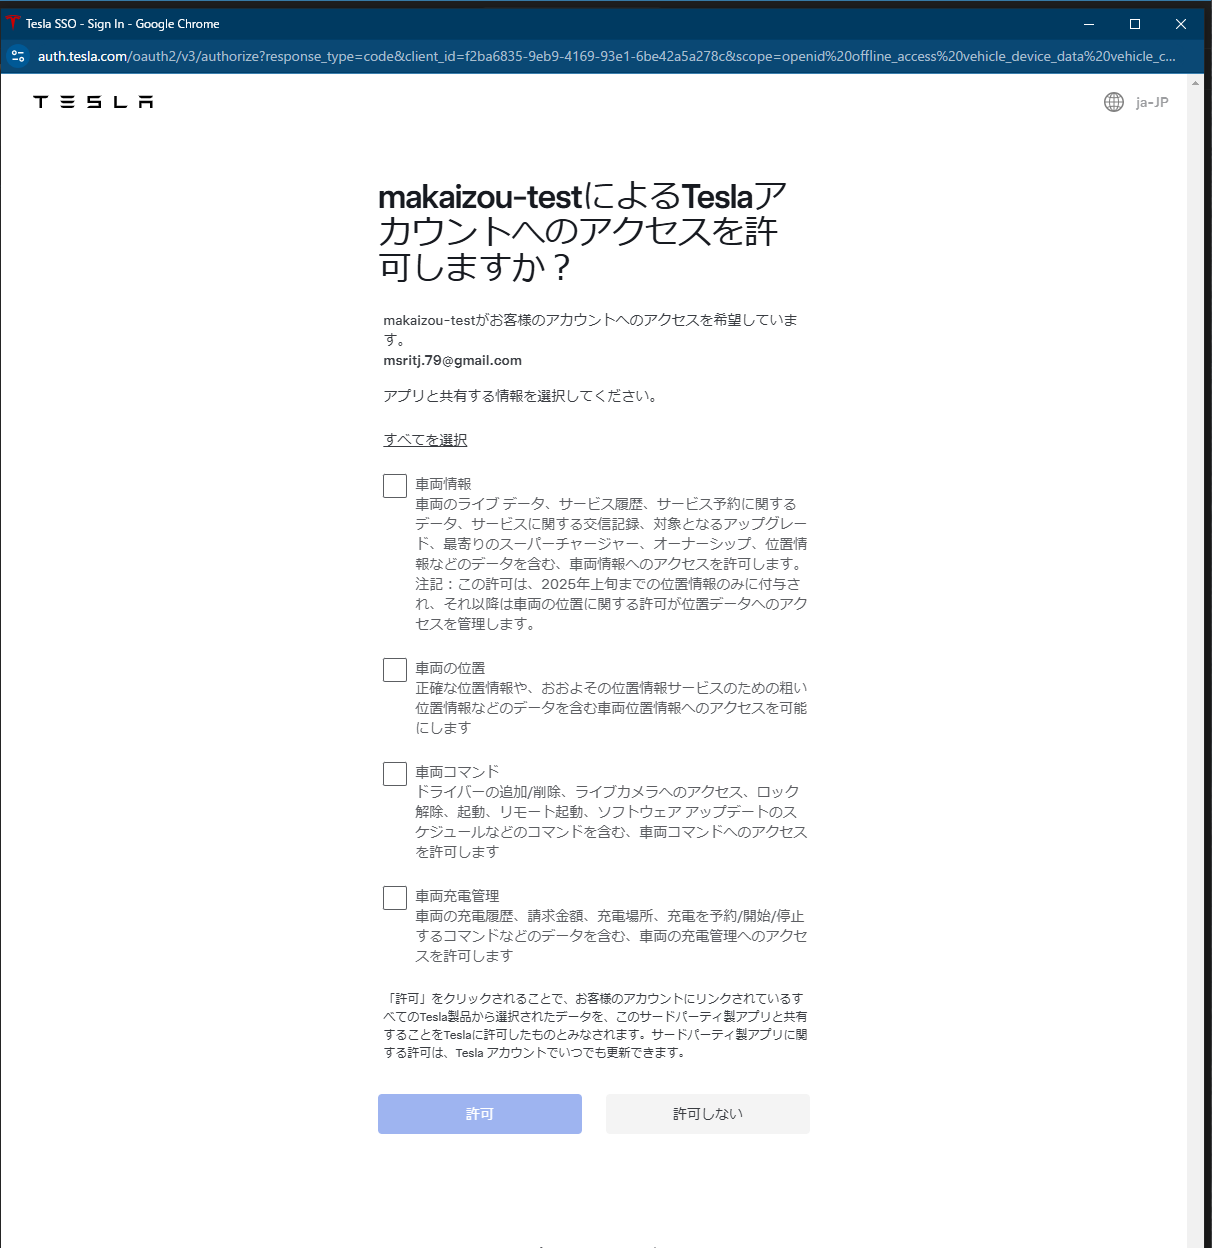 Tesla SSO - Sign In - Google Chrome
auth.tesla.com/oauth2/v3/authorize?response_type=code&client_id=f2ba6835-9eb9-4169-93e1-6be42a5a278c&scope=openid%20offline_access%20vehicle_device_data%20vehicle_c...
TESLA
ja-JP
makaizou-testによるTeslaア
カウントへのアクセスを許
可しますか？
makaizou-testがお客様のアカウントへのアクセスを希望していま
す。
msritj.79@gmail.com
アプリと共有する情報を選択してください。
すべてを選択
車両情報
車両のライブ データ、サービス履歴、サービス予約に関する
データ、サービスに関する交信記録、対象となるアップグレー
ド、最寄りのスーパーチャージャー、オーナーシップ、位置情
報などのデータを含む、車両情報へのアクセスを許可します。
注記：この許可は、2025年上旬までの位置情報のみに付与さ
れ、それ以降は車両の位置に関する許可が位置データへのアク
セスを管理します。
車両の位置
正確な位置情報や、おおよその位置情報サービスのための粗い
位置情報などのデータを含む車両位置情報へのアクセスを可能
にします
車両コマンド
ドライバーの追加/削除、ライブカメラへのアクセス、ロック
解除、起動、リモート起動、ソフトウェア アップデートのス
ケジュールなどのコマンドを含む、車両コマンドへのアクセス
を許可します
車両充電管理
車両の充電履歴、請求金額、充電場所、充電を予約/開始/停止
するコマンドなどのデータを含む、車両の充電管理へのアクセ
スを許可します
「許可」をクリックされることで、お客様のアカウントにリンクされているす
べてのTesla製品から選択されたデータを、このサードパーティ製アプリと共有
することをTeslaに許可したものとみなされます。サードパーティ製アプリに関
する許可は、Tesla アカウントでいつでも更新できます。
許可
許可しない